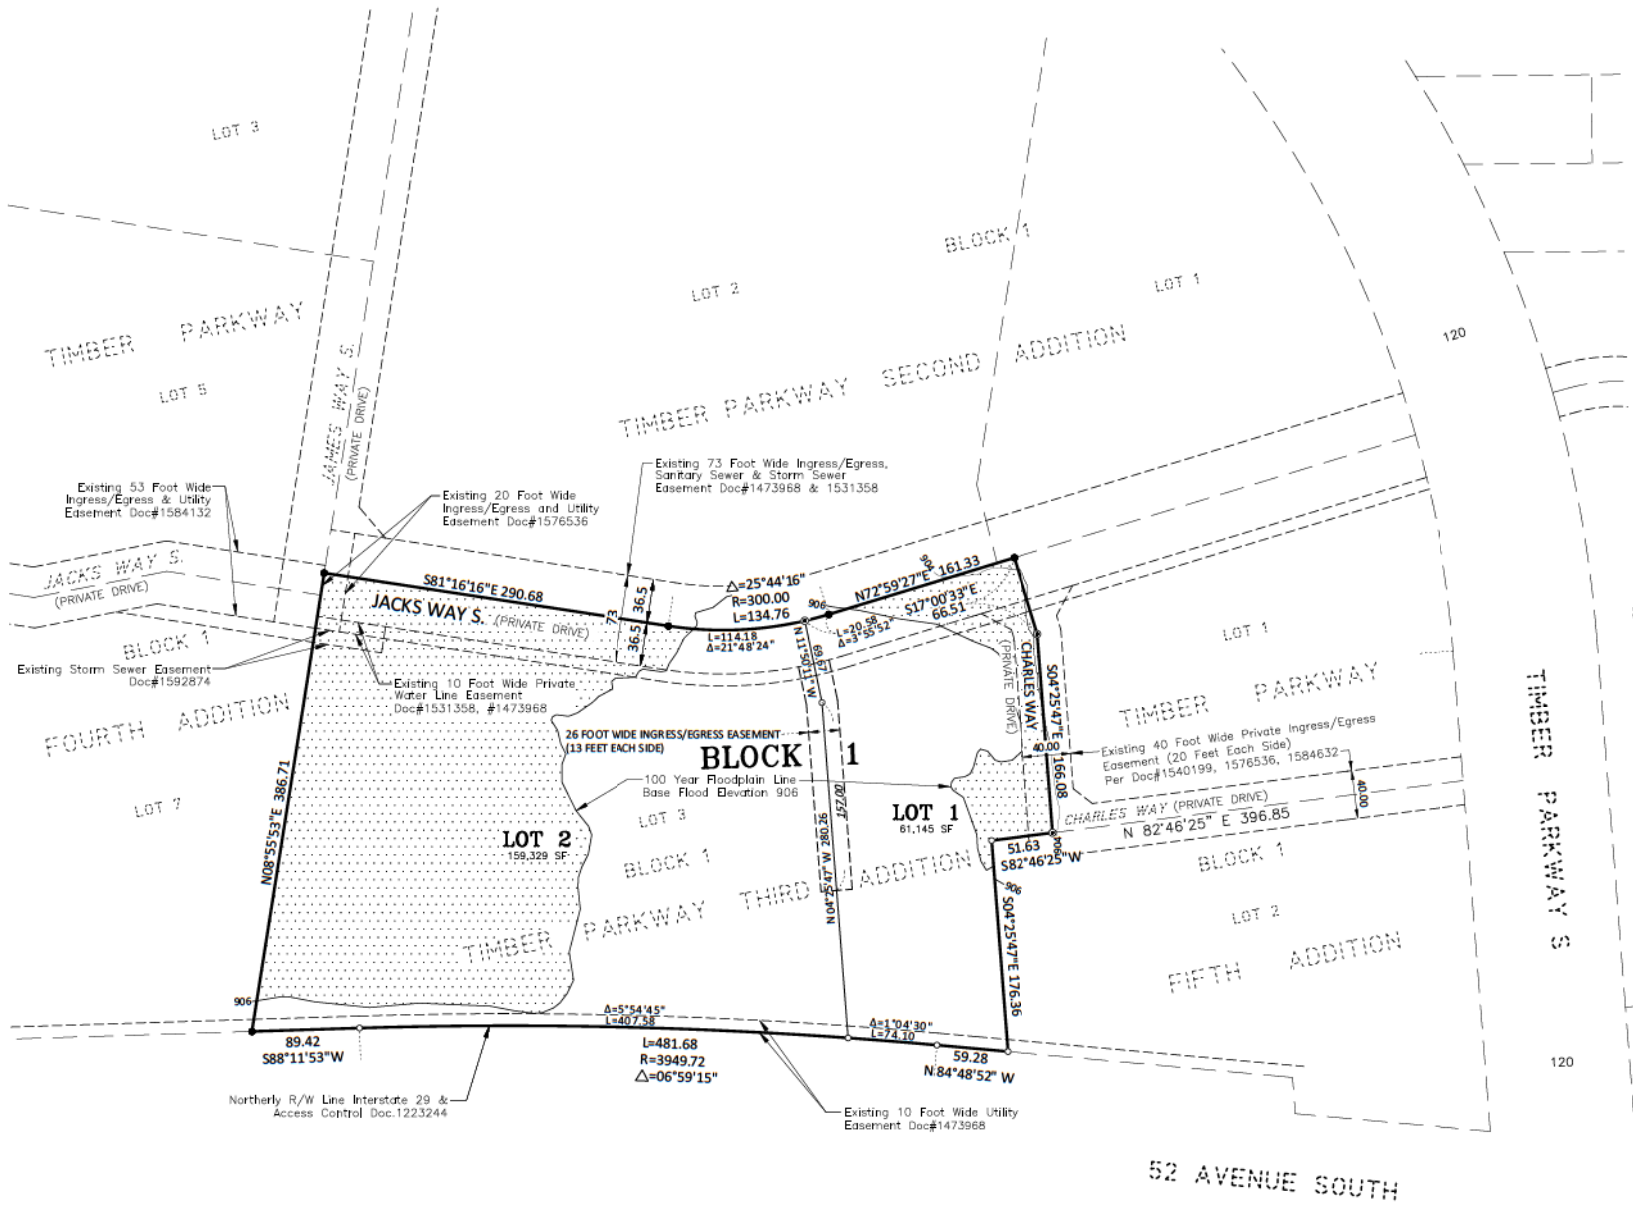 LOT 3
BLOCK 1
LOT 2
LOT 1
TIMBER PARKWAY
LOT 5
TIMBER PARKWAY SECOND ADDITION
120
JAMES WAY S.
(PRIVATE DRIVE)
Existing 73 Foot Wide Ingress/Egress,
Sanitary Sewer & Storm Sewer
Easement Doc#1473968 & 1531358
Existing 53 Foot Wide
Ingress/Egress & Utility
Easement Doc#1584132
Existing 20 Foot Wide
Ingress/Egress and Utility
Easement Doc#1576536
JACKS WAY S.
(PRIVATE DRIVE)
S81°16'16"E 290.68
JACKS WAY S. (PRIVATE DRIVE)
73
36.5
36.5
△=25°44'16"
R=300.00
L=134.76
906
904
N72°59'27"E 161.33
S17°00'33"E
66.51
L=20.58
Δ=3°55'52"
L=114.18
Δ=21°48'24"
N 11°50'11" W
69.67
BLOCK 1
Existing Storm Sewer Easement
Doc#1592874
Existing 10 Foot Wide Private
Water Line Easement
Doc#1531358, #1473968
FOURTH ADDITION
LOT 7
N08°55'53"E 386.71
26 FOOT WIDE INGRESS/EGRESS EASEMENT
(13 FEET EACH SIDE)
BLOCK 1
100 Year Floodplain Line
Base Flood Elevation 906
157.00
N 04°25'47" W 280.26
LOT 3
BLOCK 1
TIMBER PARKWAY THIRD ADDITION
LOT 2
159,329 SF
LOT 1
61,145 SF
(PRIVATE DRIVE)
CHARLES WAY
S04°25'47"E 166.08
40.00
LOT 1
TIMBER PARKWAY
Existing 40 Foot Wide Private Ingress/Egress
Easement (20 Feet Each Side)
Per Doc#1540199, 1576536, 1584632
40.00
CHARLES WAY (PRIVATE DRIVE)
N 82°46'25" E 396.85
51.63
S82°46'25"W
906
906
S04°25'47"E 176.36
BLOCK 1
LOT 2
FIFTH ADDITION
TIMBER PARKWAY S
906
89.42
S88°11'53"W
Δ=5°54'45"
L=407.58
L=481.68
R=3949.72
△=06°59'15"
Δ=1°04'30"
L=74.10
59.28
N 84°48'52" W
120
Northerly R/W Line Interstate 29 &
Access Control Doc.1223244
Existing 10 Foot Wide Utility
Easement Doc#1473968
52 AVENUE SOUTH